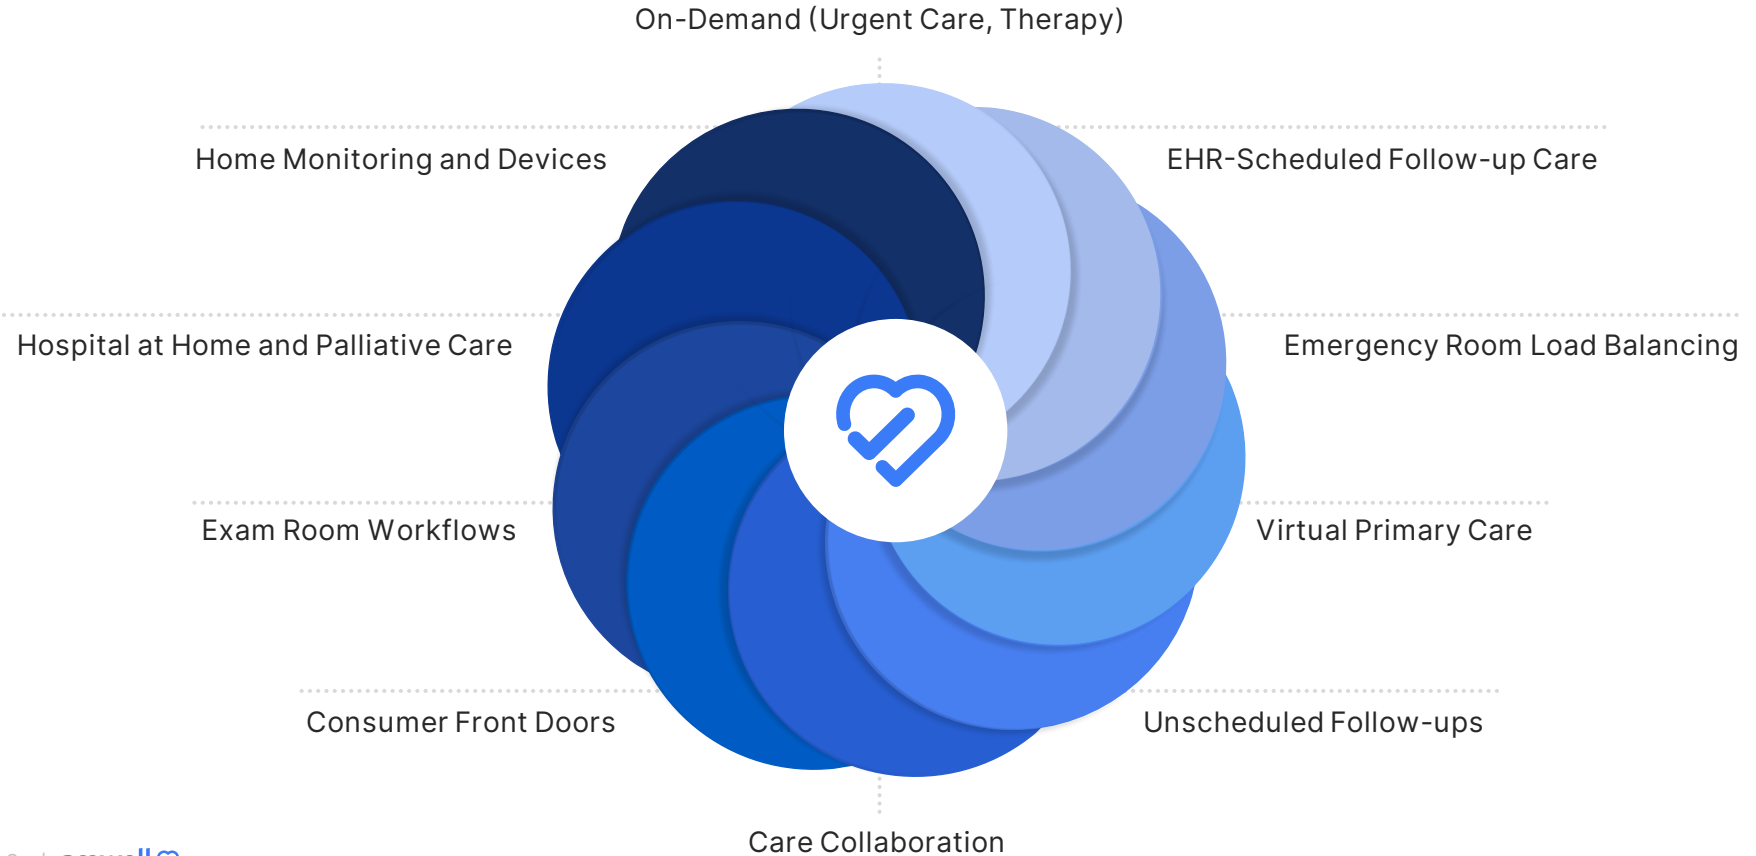 On-Demand (Urgent Care, Therapy)
Home Monitoring and Devices
EHR-Scheduled Follow-up Care
Hospital at Home and Palliative Care
Emergency Room Load Balancing
Exam Room Workflows
Virtual Primary Care
Consumer Front Doors
Unscheduled Follow-ups
Care Collaboration